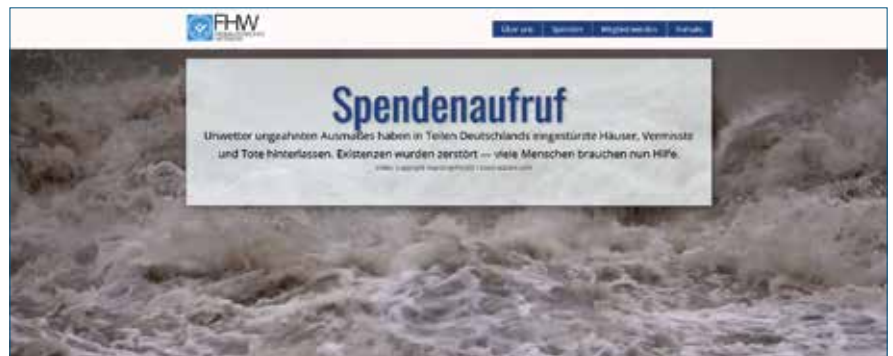 FHW
Über uns Spenden Mitglied werden Kontakt
Spendenaufruf
Unwetter ungeahnten Ausmaßes haben in Teilen Deutschlands eingestürzte Häuser, Vermisste
und Tote hinterlassen. Existenzen wurden zerstört — viele Menschen brauchen nun Hilfe.